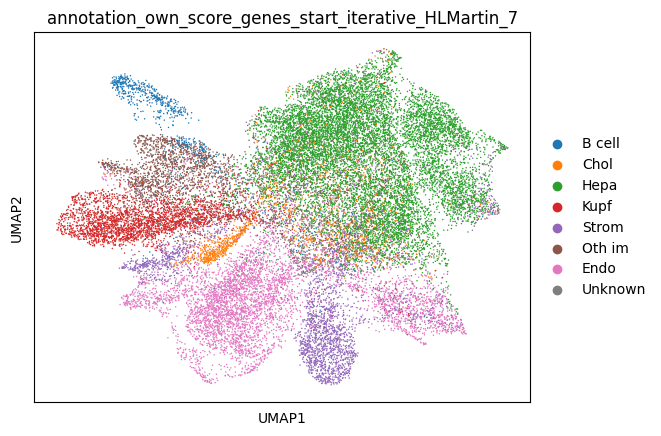 annotation_own_score_genes_start_iterative_HLMartin_7
UMAP2
B cell
Chol
Hepa
Kupf
Strom
Oth im
Endo
Unknown
UMAP1